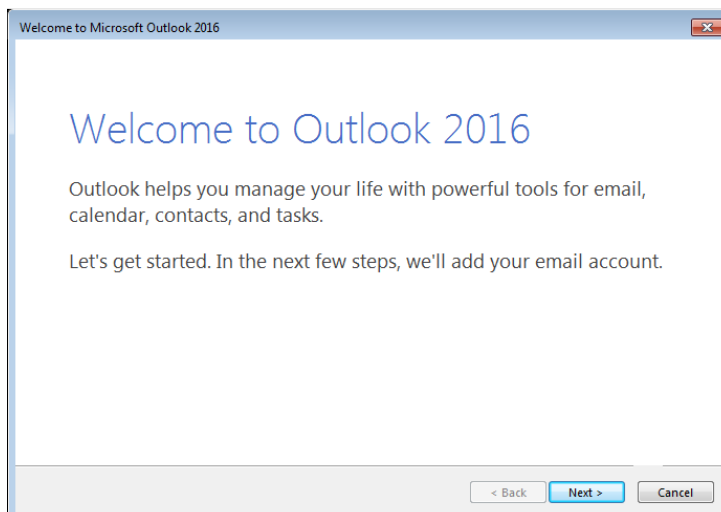 Welcome to Microsoft Outlook 2016
Welcome to Outlook 2016
Outlook helps you manage your life with powerful tools for email,
calendar, contacts, and tasks.
Let's get started. In the next few steps, we'll add your email account.
< Back Next > Cancel